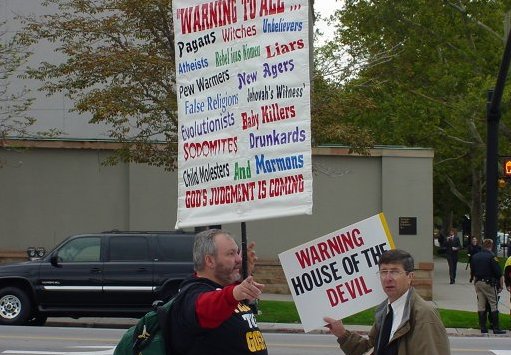 "WARNING TO ALL ...
Pagans Witches Unbelievers
Atheists Rebellious Women Liars
Pew Warmers New Agers
False Religions Jehovah's Witness'
Evolutionists Baby Killers
SODOMITES Drunkards
Child Molesters And Mormons
GOD'S JUDGMENT IS COMING
WARNING
HOUSE OF THE
DEVIL